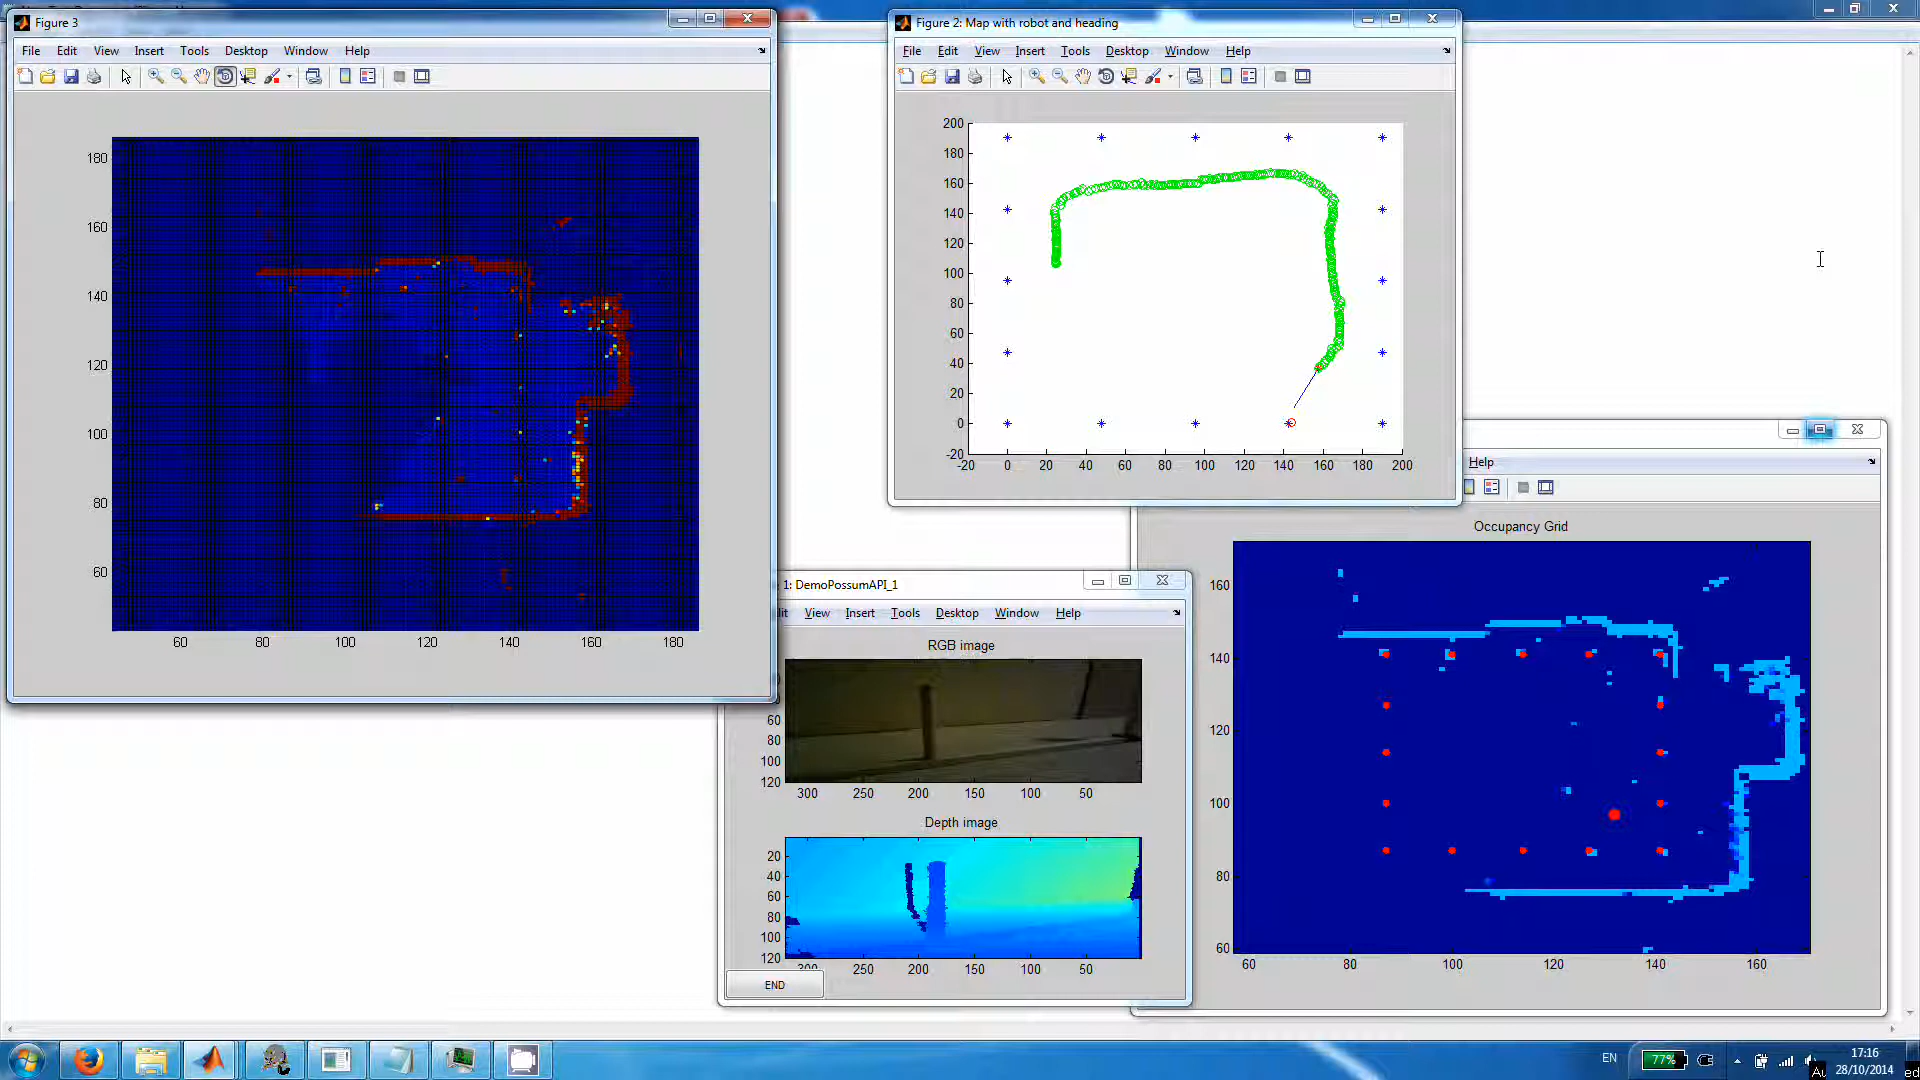 Figure 3
File Edit View Insert Tools Desktop Window Help
180
160
140
120
100
80
60
60 80 100 120 140 160 180
Figure 2: Map with robot and heading
File Edit View Insert Tools Desktop Window Help
200
180
160
140
120
100
80
60
40
20
0
-20
-20 0 20 40 60 80 100 120 140 160 180 200
1: DemoPossumAPI_1
View Insert Tools Desktop Window Help
RGB image
60
80
100
120
300 250 200 150 100 50
Depth image
20
40
60
80
100
120
300 250 200 150 100 50
END
Help
Occupancy Grid
160
140
120
100
80
60
60 80 100 120 140 160
EN
77%
17:16
28/10/2014